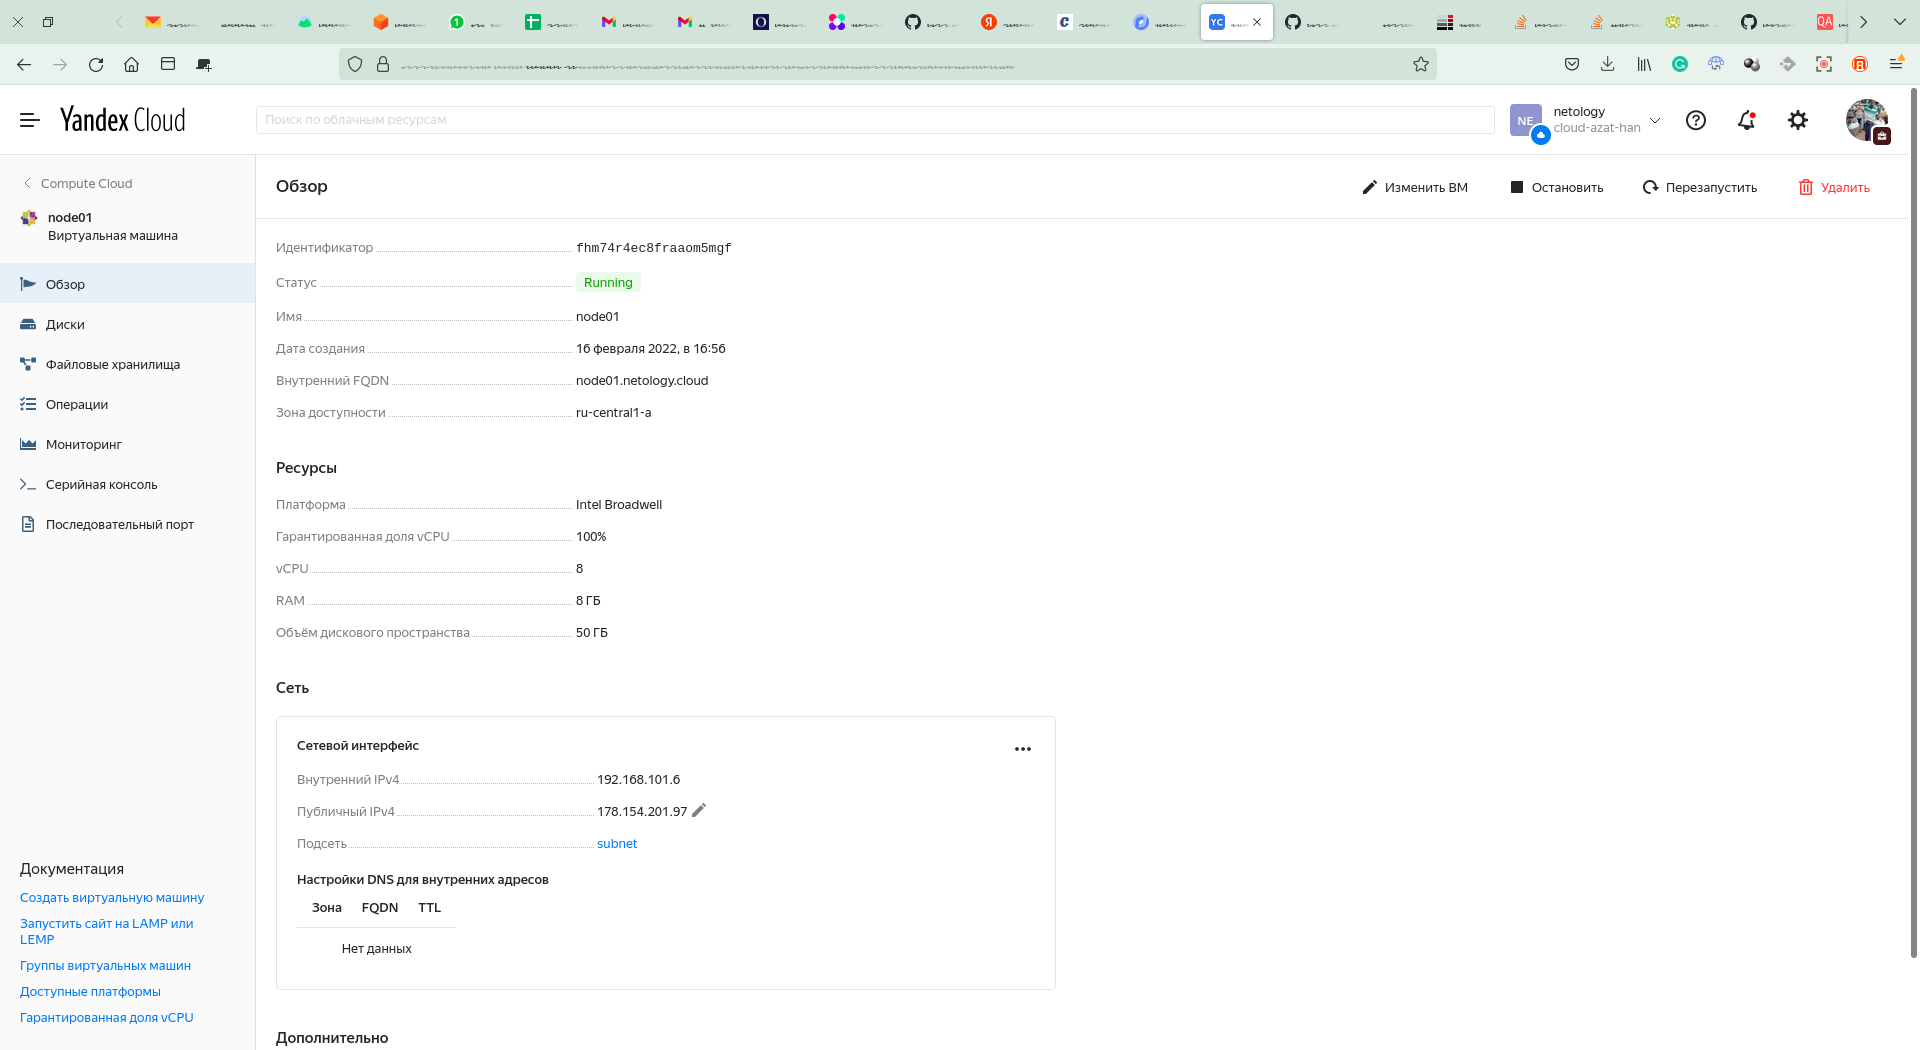 Yandex Cloud
Поиск по облачным ресурсам
NE
netology
cloud-azat-han
Compute Cloud
node01
Виртуальная машина
Обзор
Диски
Файловые хранилища
Операции
Мониторинг
Серийная консоль
Последовательный порт
Документация
Создать виртуальную машину
Запустить сайт на LAMP или
LEMP
Группы виртуальных машин
Доступные платформы
Гарантированная доля vCPU
Обзор
Изменить ВМ
Остановить
Перезапустить
Удалить
Идентификатор fhm74r4ec8fraaom5mgf
Статус Running
Имя node01
Дата создания 16 февраля 2022, в 16:56
Внутренний FQDN node01.netology.cloud
Зона доступности ru-central1-a
Ресурсы
Платформа Intel Broadwell
Гарантированная доля vCPU 100%
vCPU 8
RAM 8 ГБ
Объём дискового пространства 50 ГБ
Сеть
Сетевой интерфейс
Внутренний IPv4 192.168.101.6
Публичный IPv4 178.154.201.97
Подсеть subnet
Настройки DNS для внутренних адресов
Зона FQDN TTL
Нет данных
Дополнительно